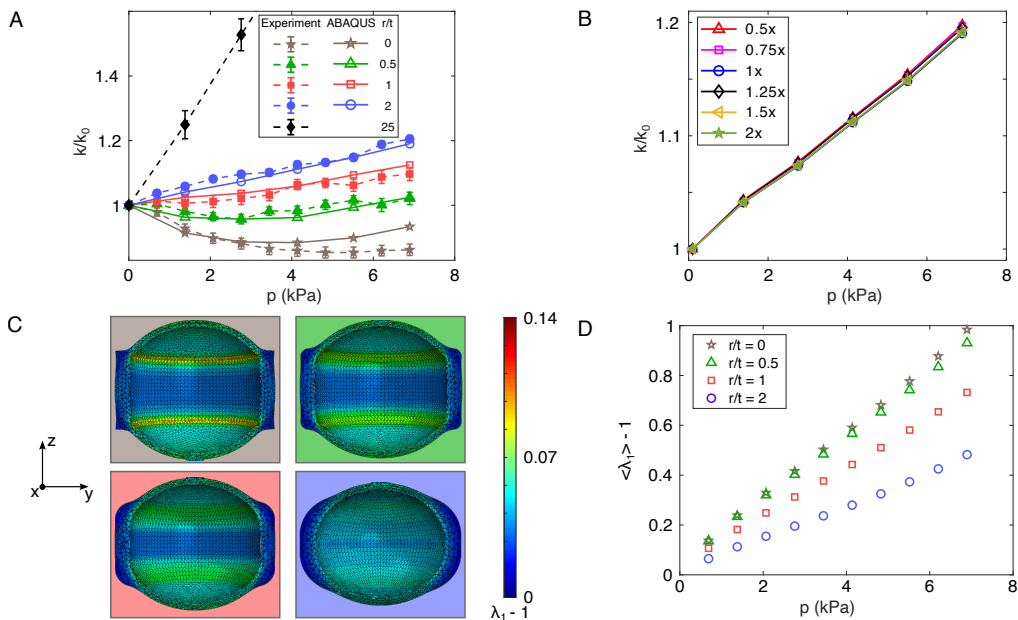 A
Experiment ABAQUS r/t
0
0.5
1
2
25
1.4
1.2
1
k/k0
0 2 4 6 8
p (kPa)
B
0.5x
0.75x
1x
1.25x
1.5x
2x
1.2
1.1
1
k/k0
0 2 4 6 8
p (kPa)
C
z
x y
0.14
0.07
0
λ1 - 1
D
r/t = 0
r/t = 0.5
r/t = 1
r/t = 2
1
0.8
0.6
0.4
0.2
0
<λ1> - 1
0 2 4 6 8
p (kPa)